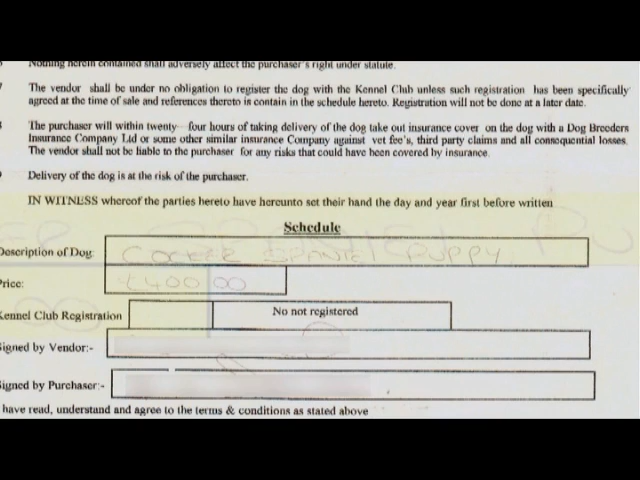 Nothing herein contained shall adversely affect the purchaser's right under statute.
The vendor shall be under no obligation to register the dog with the Kennel Club unless such registration has been specifically
agreed at the time of sale and references thereto is contain in the schedule hereto. Registration will not be done at a later date.
The purchaser will within twenty four hours of taking delivery of the dog take out insurance cover on the dog with a Dog Breeders
Insurance Company Ltd or some other similar insurance Company against vet fee's, third party claims and all consequential losses.
The vendor shall not be liable to the purchaser for any risks that could have been covered by insurance.
Delivery of the dog is at the risk of the purchaser.
IN WITNESS whereof the parties hereto have hereunto set their hand the day and year first before written
Schedule
Description of Dog: COCKER SPANIEL PUPPY.
Price: £400 00
Kennel Club Registration No not registered
Signed by Vendor:-
Signed by Purchaser:-
have read, understand and agree to the terms & conditions as stated above